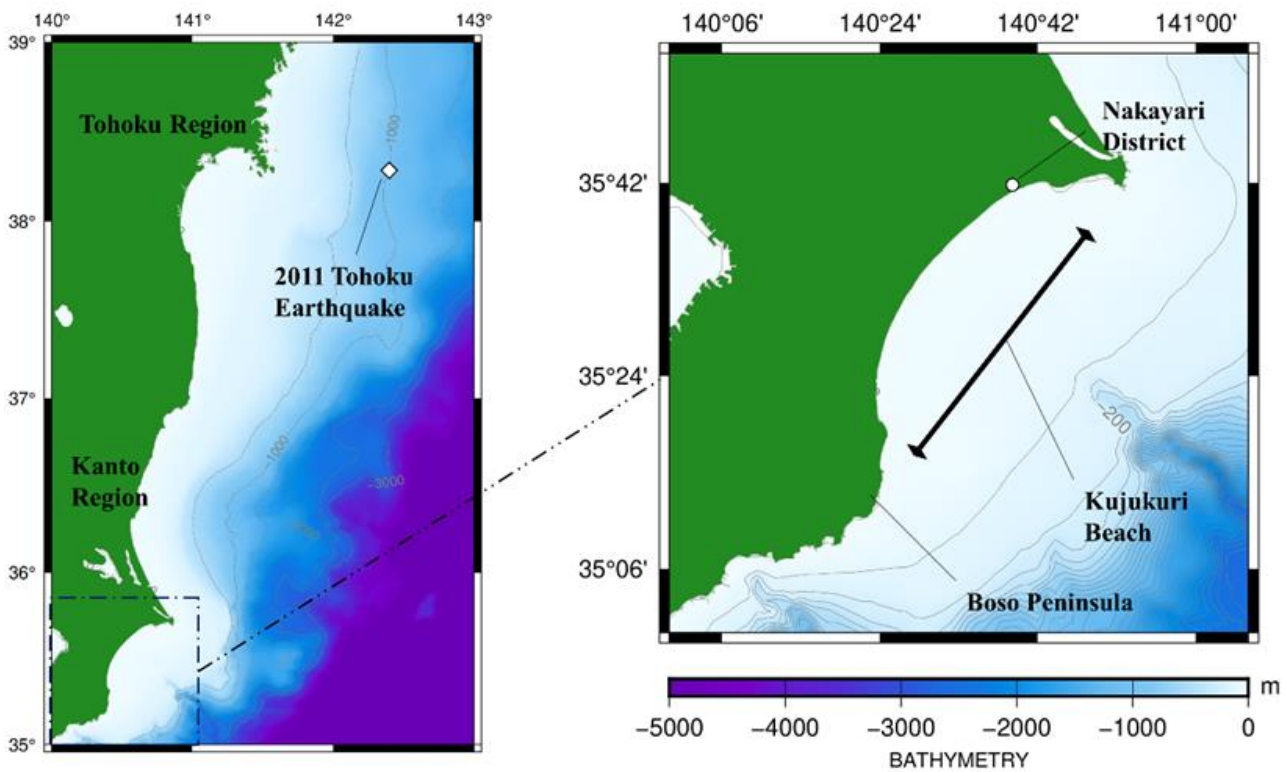 140°
141°
142°
143°
39°
38°
37°
36°
35°
Tohoku Region
-1000
2011 Tohoku
Earthquake
-1000
Kanto
Region
-3000
140°06'
140°24'
140°42'
141°00'
35°42'
35°24'
35°06'
Nakayari
District
-200
Kujukuri
Beach
Boso Peninsula
m
−5000
−4000
−3000
−2000
−1000
0
BATHYMETRY